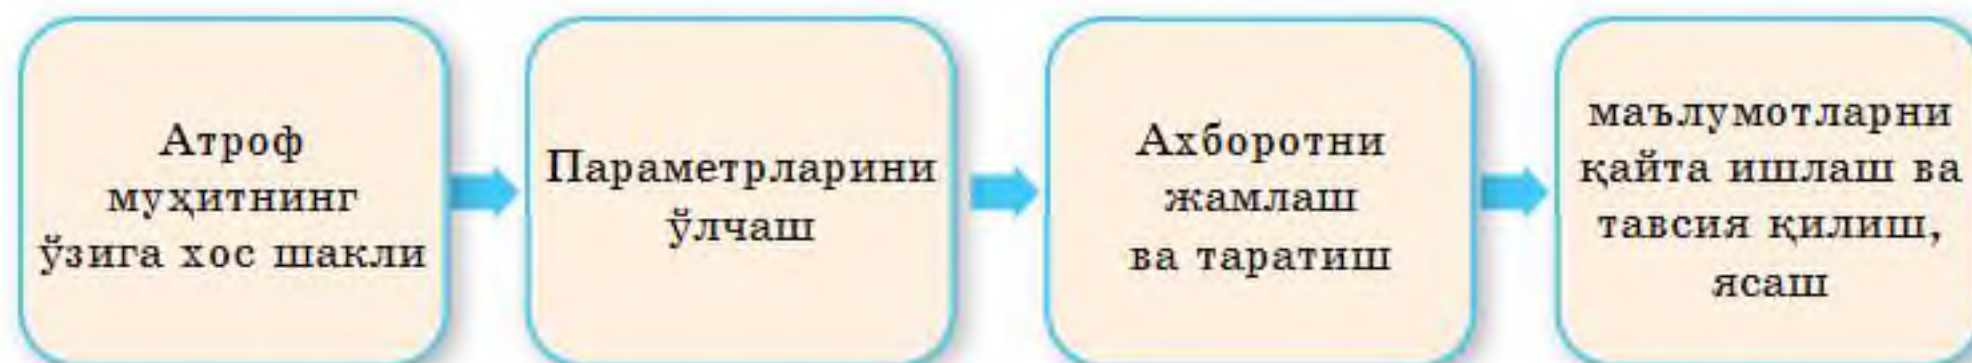 Атроф
муҳитнинг
ўзига хос шакли
Параметрларини
ўлчаш
Ахборотни
жамлаш
ва таратиш
маълумотларни
қайта ишлаш ва
тавсия қилиш,
ясаш